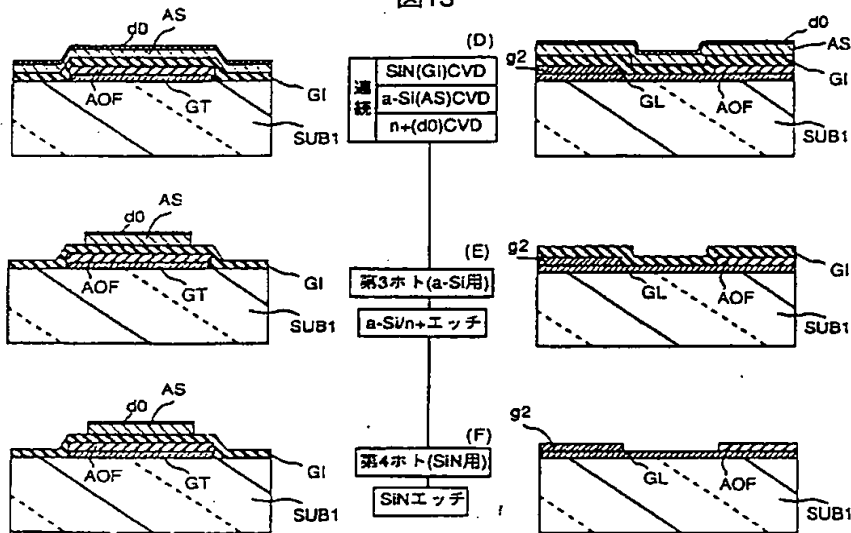 図13
(D)
連続
SiN(Gi)CVD
a-Si(AS)CVD
n+(d0)CVD
d0
AS
AOF
GT
GI
SUB1
d0
AS
g2
GL
AOF
GI
SUB1
(E)
第3ホト(a-Si用)
a-Si/n+エッチ
d0
AS
AOF
GT
GI
SUB1
g2
GL
AOF
GI
SUB1
(F)
第4ホト(SiN用)
SiNエッチ
d0
AS
AOF
GT
GI
SUB1
g2
GL
AOF
SUB1